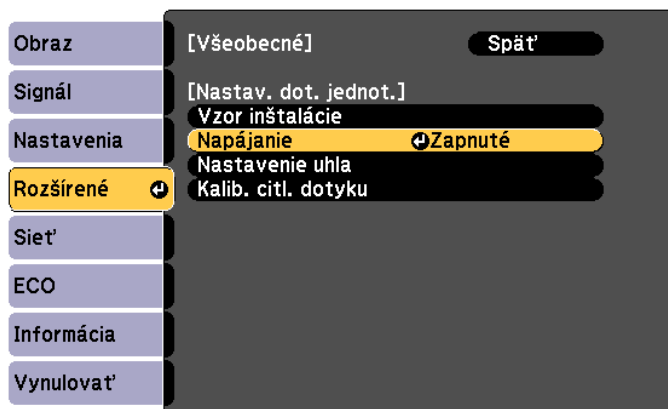 Obraz
Signál
Nastavenia
Rozšírené
Sieť
ECO
Informácia
Vynulovať
[Všeobecné] Späť
[Nastav. dot. jednot.]
Vzor inštalácie
Napájanie Zapnuté
Nastavenie uhla
Kalib. citl. dotyku